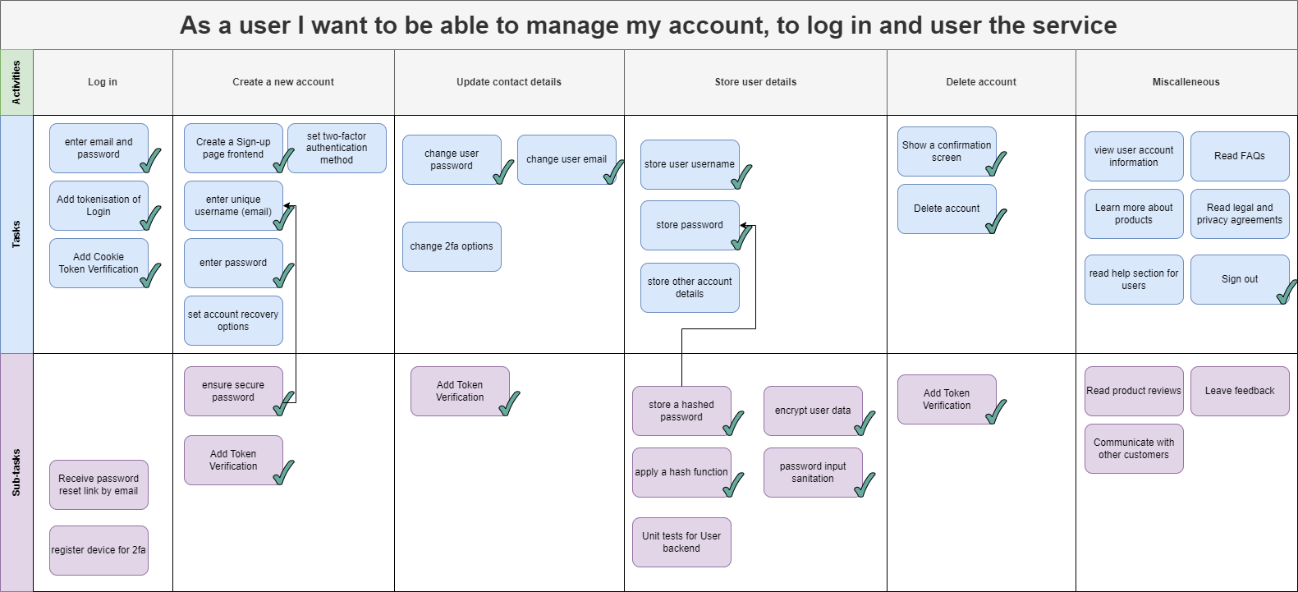 As a user I want to be able to manage my account, to log in and user the service
Activities
Log in
Create a new account
Update contact details
Store user details
Delete account
Miscalleneous
Tasks
enter email and
password
Add tokenisation of
Login
Add Cookie
Token Verfification
Create a Sign-up
page frontend
set two-factor
authentication
method
enter unique
username (email)
enter password
set account recovery
options
change user
password
change user email
change 2fa options
store user username
store password
store other account
details
Show a confirmation
screen
Delete account
view user account
information
Read FAQs
Learn more about
products
Read legal and
privacy agreements
read help section for
users
Sign out
Sub-tasks
Receive password
reset link by email
register device for 2fa
ensure secure
password
Add Token
Verification
Add Token
Verification
store a hashed
password
encrypt user data
apply a hash function
password input
sanitation
Unit tests for User
backend
Add Token
Verification
Read product reviews
Leave feedback
Communicate with
other customers